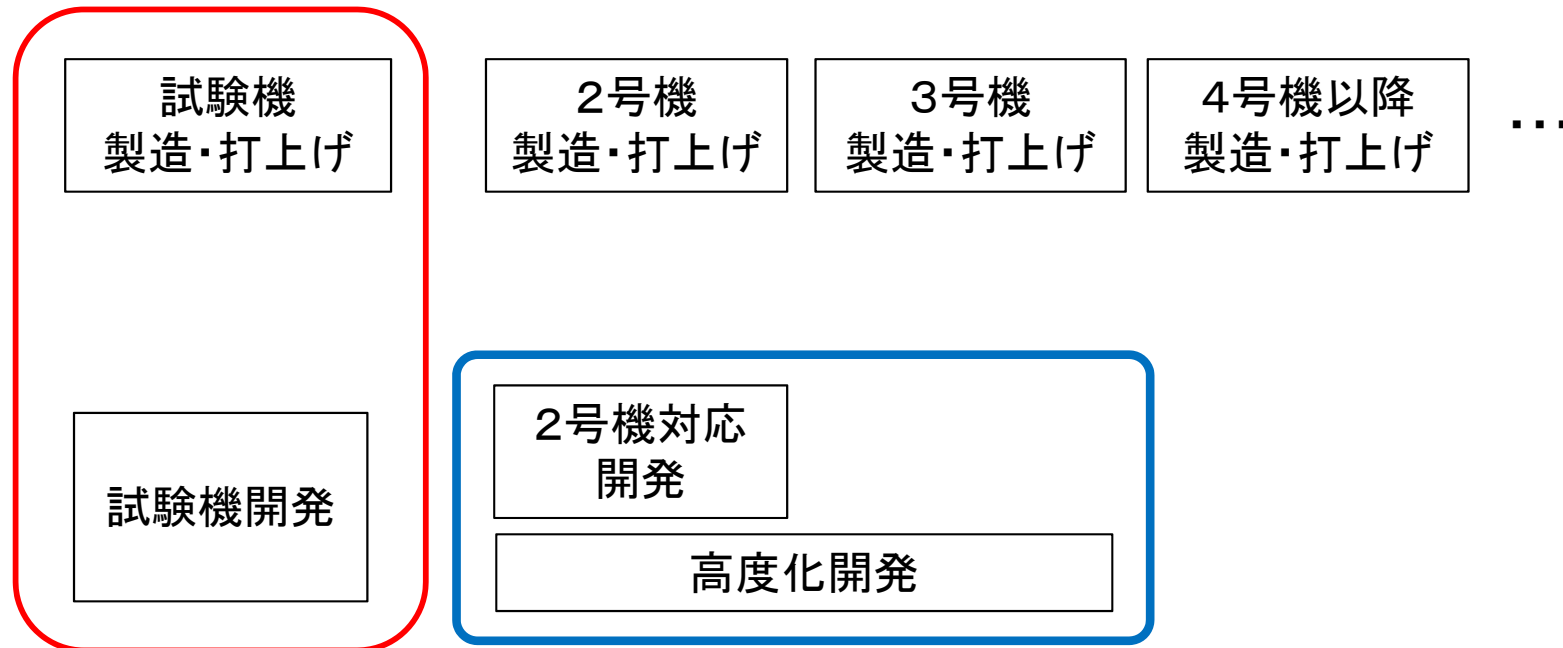 試験機
製造・打上げ
2号機
製造・打上げ
3号機
製造・打上げ
4号機以降
製造・打上げ
…
試験機開発
2号機対応
開発
高度化開発